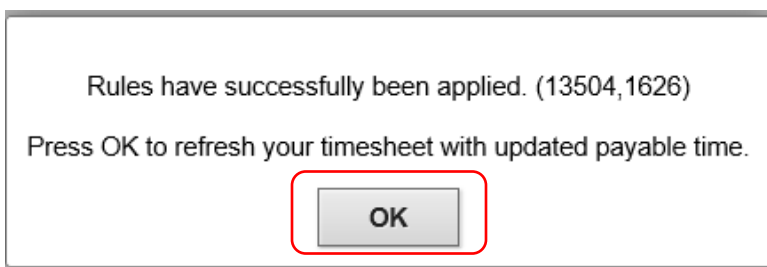 Rules have successfully been applied. (13504,1626)
Press OK to refresh your timesheet with updated payable time.
OK